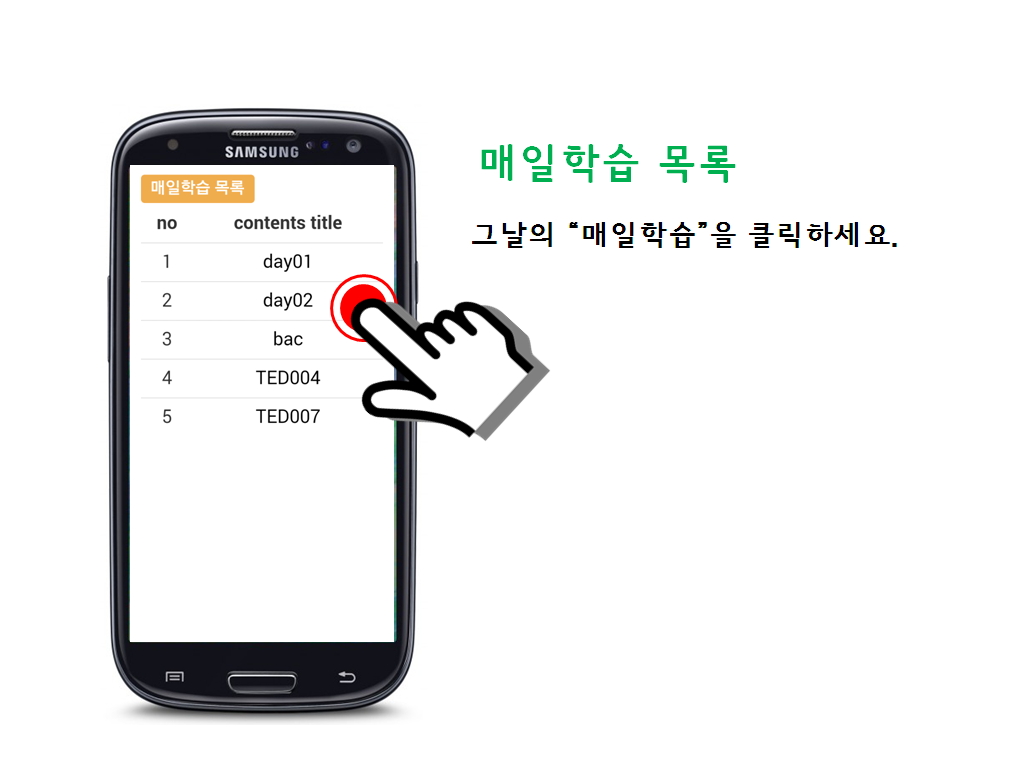 SAMSUNG
매일학습 목록
no contents title
1 day01
2 day02
3 bac
4 TED004
5 TED007
매일학습 목록
그날의 “매일학습”을 클릭하세요.